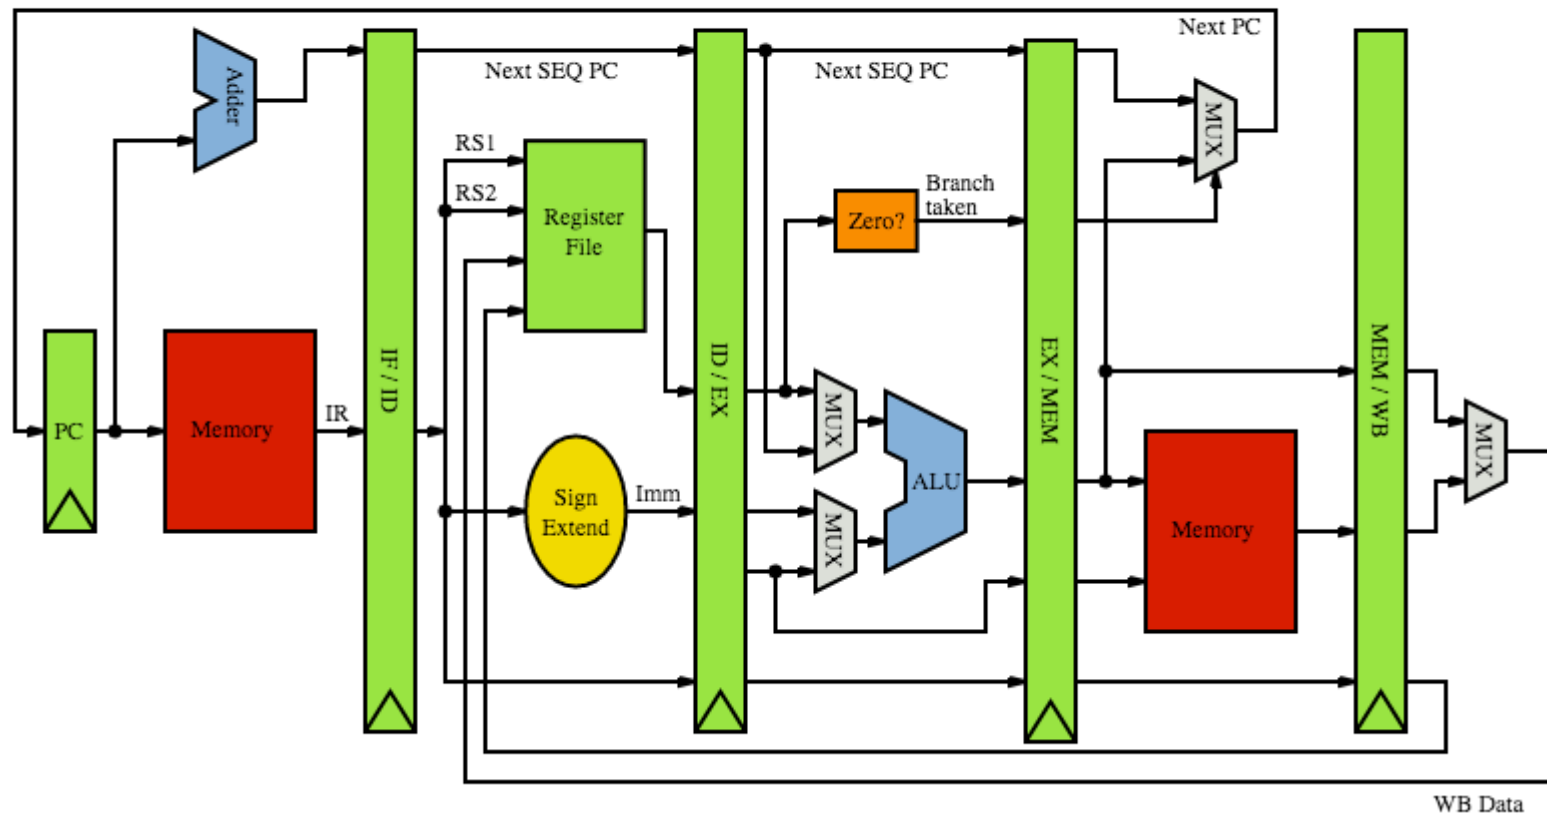 Next PC
Adder
Next SEQ PC
Next SEQ PC
MUX
RS1
RS2
Register
File
Branch
taken
Zero?
IF / ID
ID / EX
EX / MEM
MEM / WB
PC
Memory
IR
MUX
MUX
ALU
Sign
Extend
Imm
MUX
Memory
WB Data